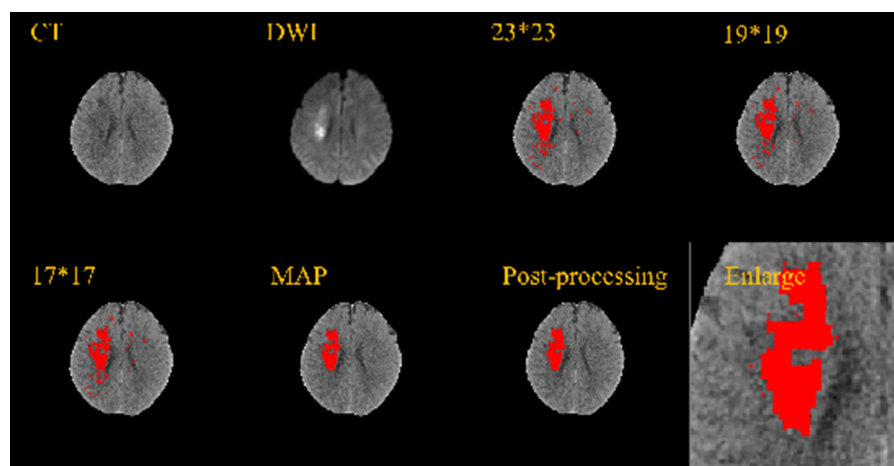 CT
DWI
23*23
19*19
17*17
MAP
Post-processing
Enlarge